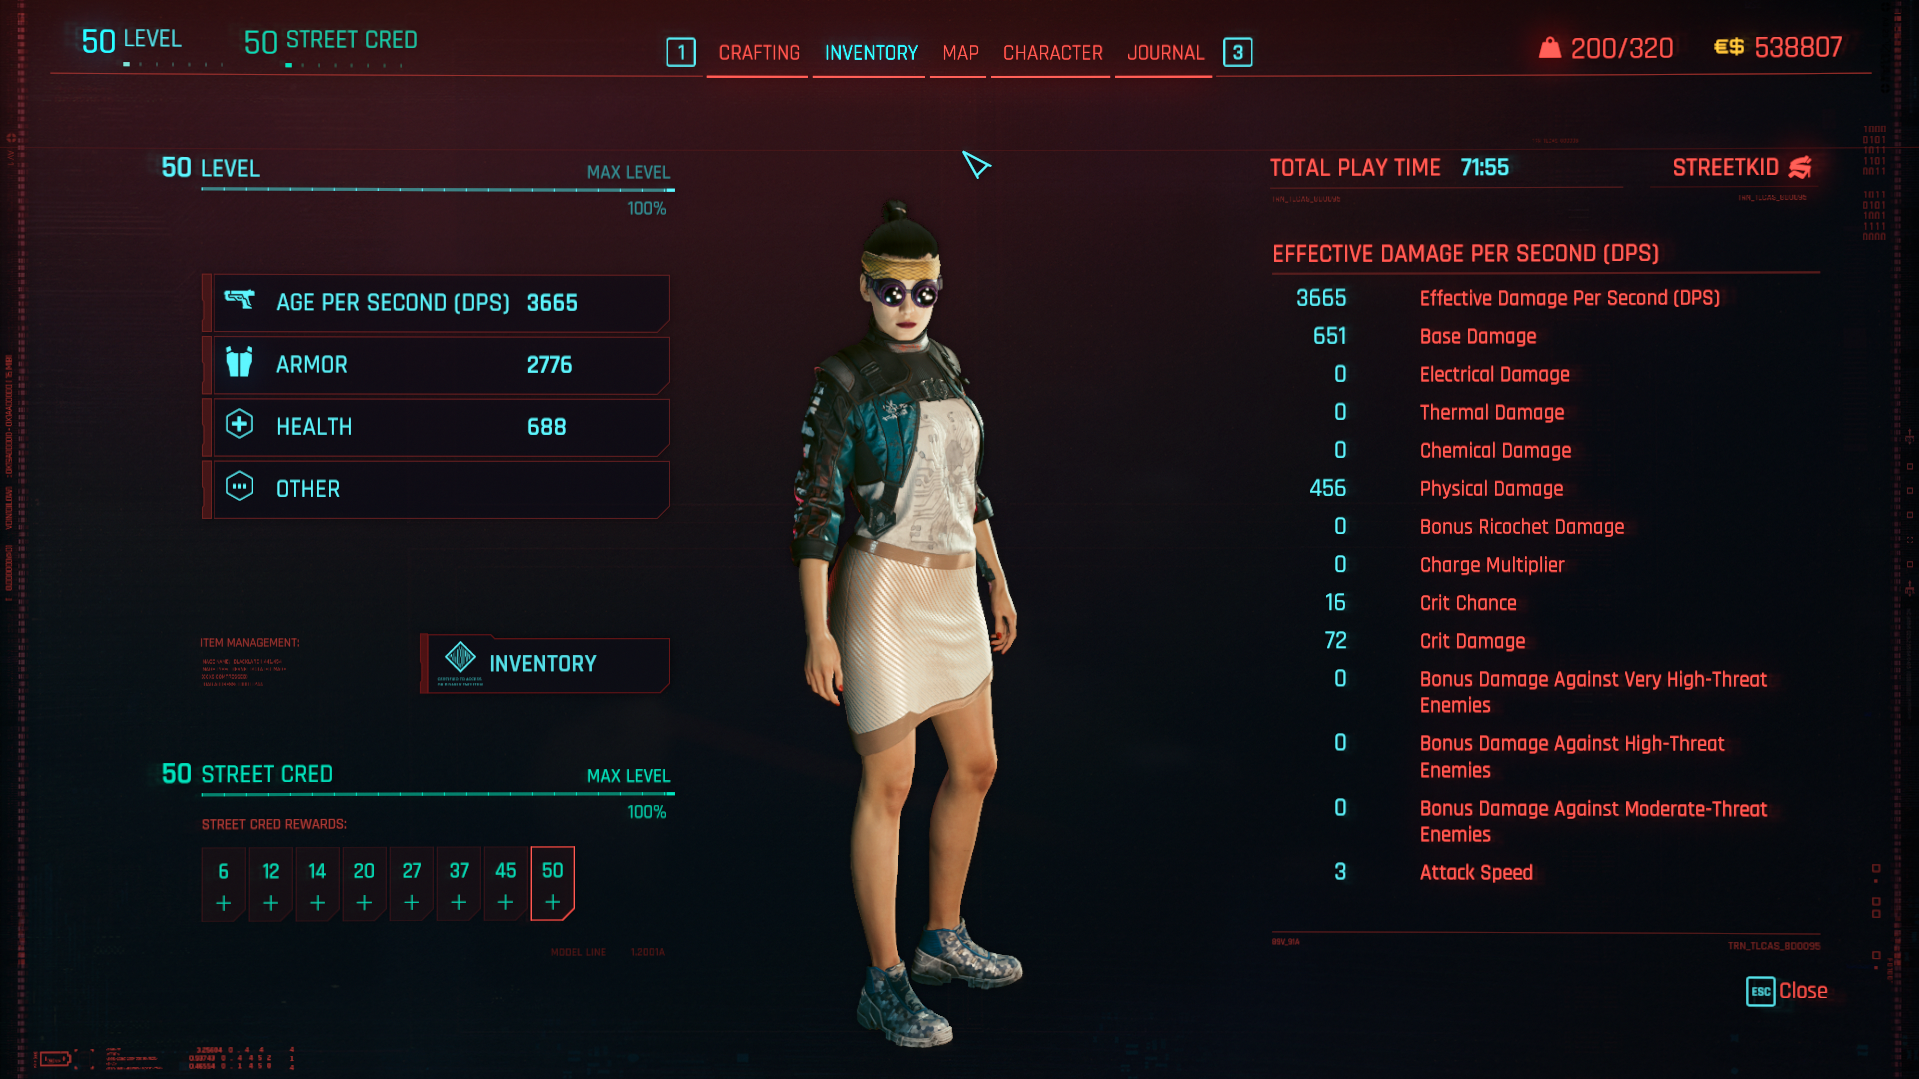 50 LEVEL
50 STREET CRED
1 CRAFTING INVENTORY MAP CHARACTER JOURNAL 3
200/320
€$ 538807
50 LEVEL
MAX LEVEL
100%
AGE PER SECOND (DPS) 3665
ARMOR 2776
HEALTH 688
OTHER
ITEM MANAGEMENT:
INVENTORY
50 STREET CRED
MAX LEVEL
100%
STREET CRED REWARDS:
6 12 14 20 27 37 45 50
+ + + + + + + +
MODEL LINE
TOTAL PLAY TIME 71:55
STREETKID
TRN_TLCAS_800095
EFFECTIVE DAMAGE PER SECOND (DPS)
3665 Effective Damage Per Second (DPS)
651 Base Damage
0 Electrical Damage
0 Thermal Damage
0 Chemical Damage
456 Physical Damage
0 Bonus Ricochet Damage
0 Charge Multiplier
16 Crit Chance
72 Crit Damage
0 Bonus Damage Against Very High-Threat
Enemies
0 Bonus Damage Against High-Threat
Enemies
0 Bonus Damage Against Moderate-Threat
Enemies
3 Attack Speed
TRN_TLCAS_800095
ESC Close